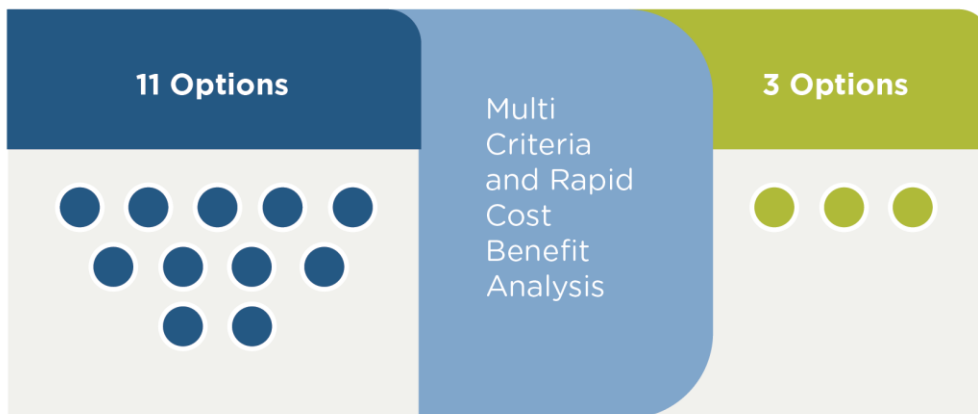 11 Options
Multi
Criteria
and Rapid
Cost
Benefit
Analysis
3 Options